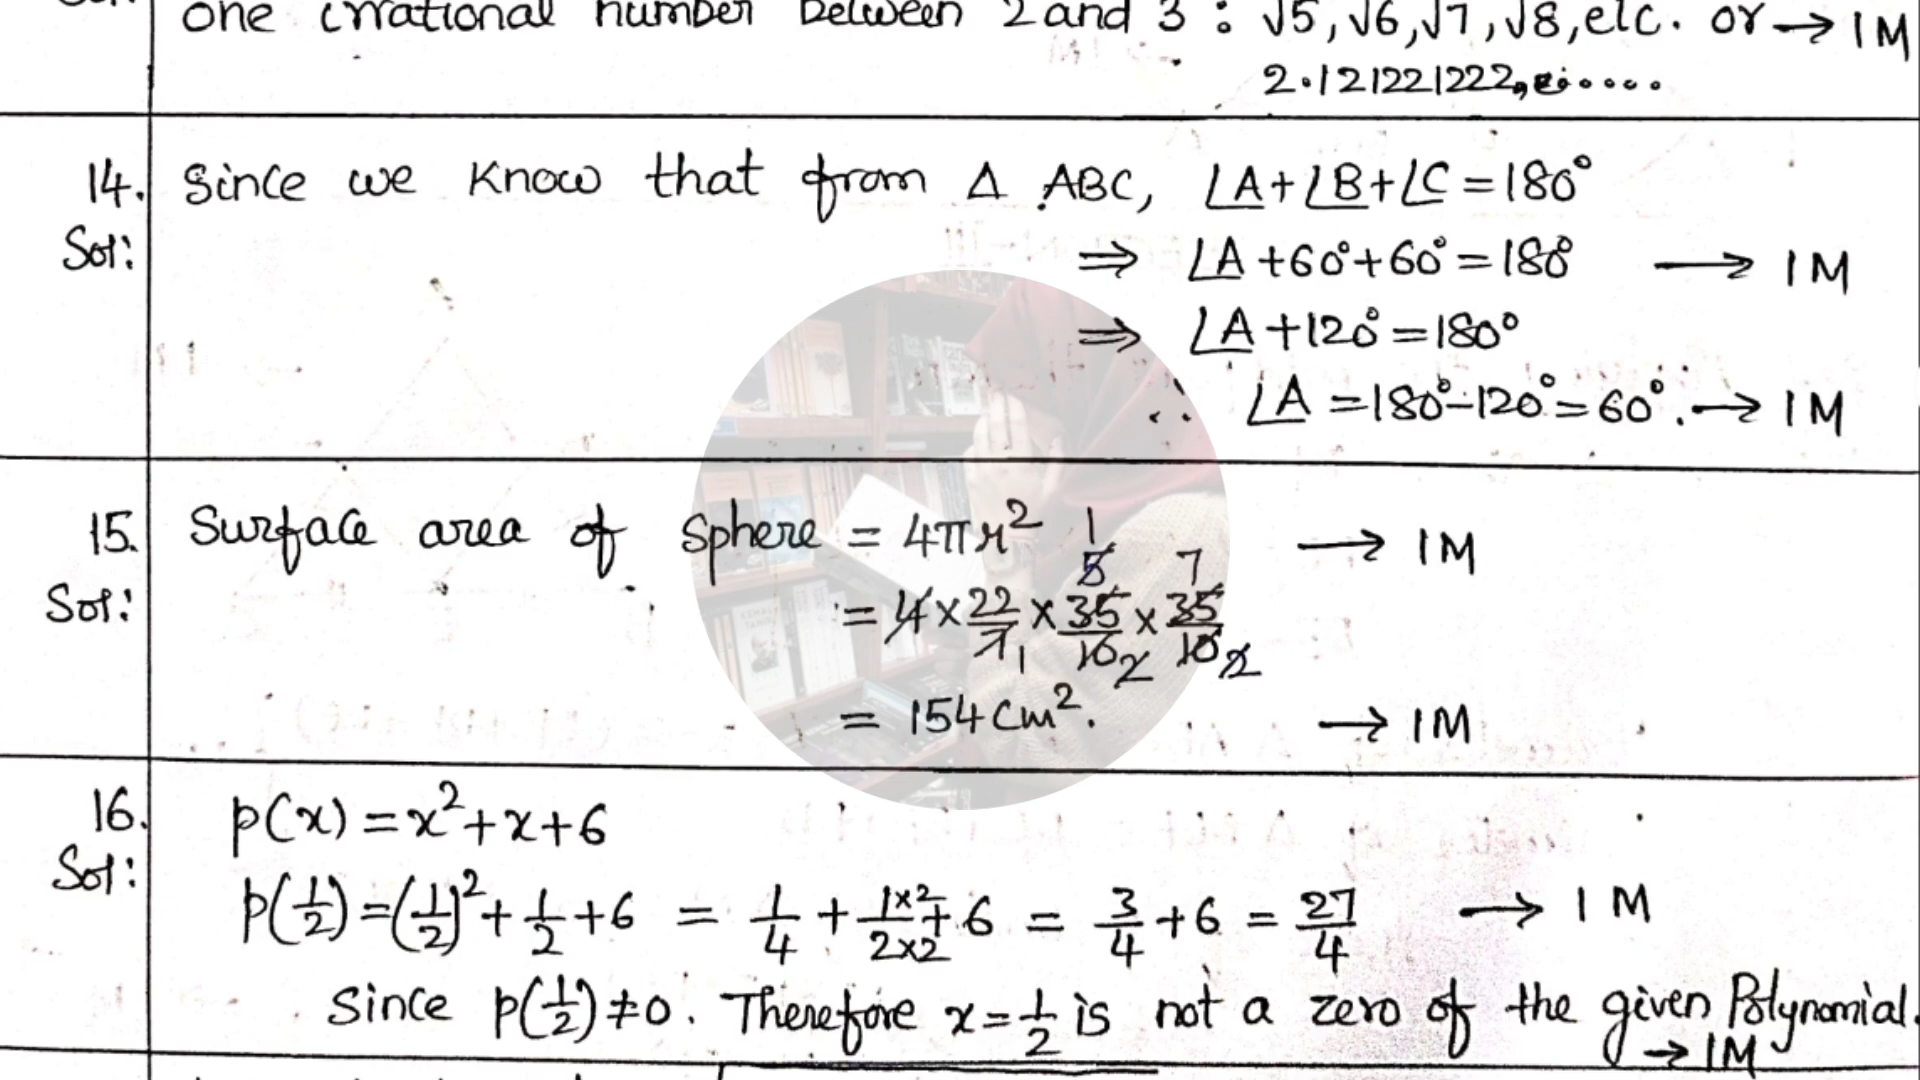 one irrational number between 2 and 3 : √5, √6, √7, √8, etc. or → 1M
2.121221222.......
14. Since we know that from Δ ABC, ∠A+∠B+∠C=180°
Sol:
⇒ ∠A+60°+60°=180° → 1M
⇒ ∠A+120°=180°
∴ ∠A=180°-120°=60°. → 1M
15. Surface area of Sphere = 4πr² → 1M
Sol: = 4×22/7×35/10×35/10
= 154 cm². → 1M
16. p(x)=x²+x+6
Sol:
p(1/2)=(1/2)²+1/2+6 = 1/4+1×2/2×2+6 = 3/4+6 = 27/4 → 1M
Since p(1/2)≠0. Therefore x=1/2 is not a zero of the given Polynomial.
→ 1M